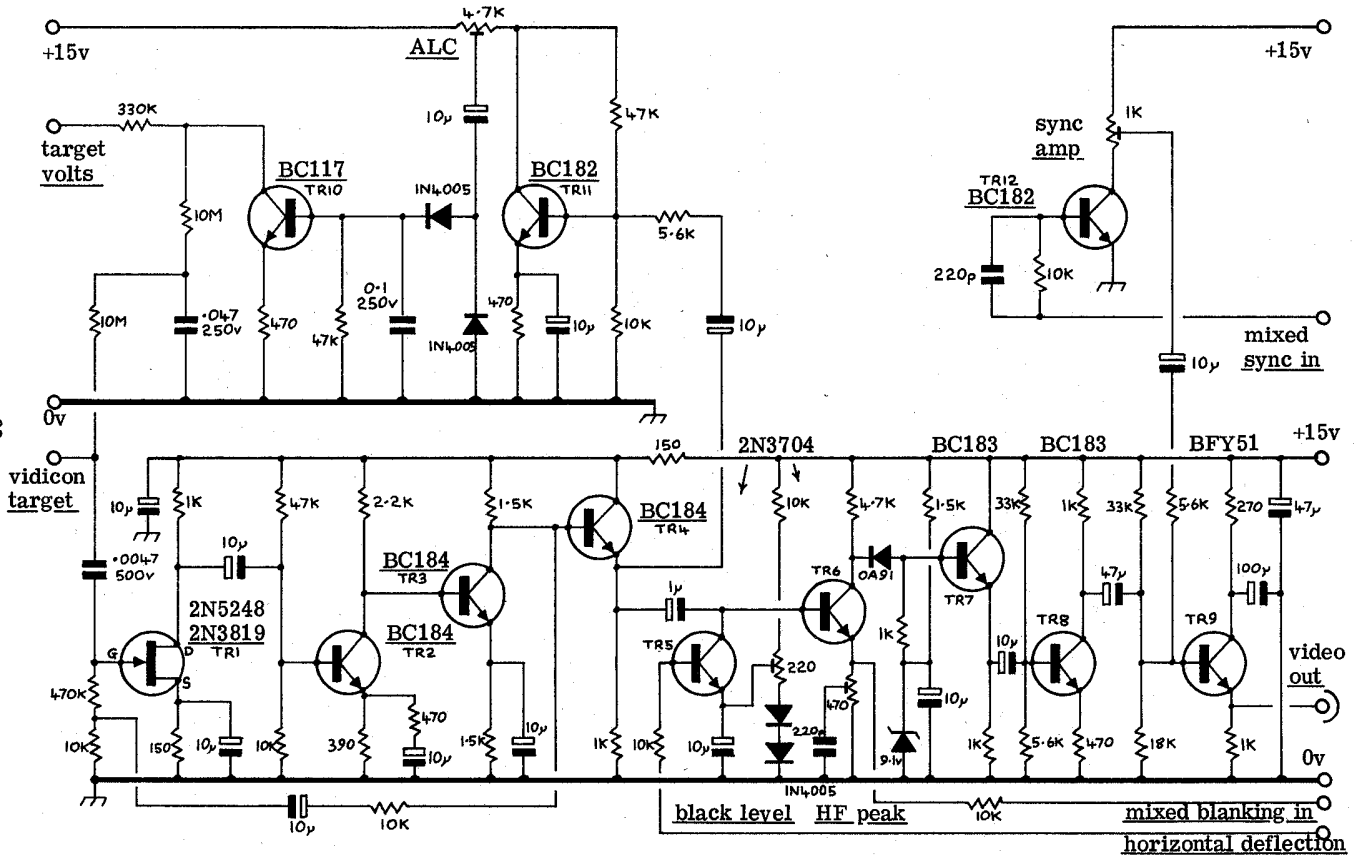 4·7K
+15v
ALC
+15v
330K
10μ
47K
1K
target
volts
sync
amp
BC117
TR10
BC182
TR11
1N4005
TR12
BC182
10M
5·6K
220p
10K
10M
·047
250v
470
47K
0·1
250v
1N4005
470
10μ
10K
10μ
mixed
sync in
10μ
0v
150
2N3704
BC183
BC183
BFY51
+15v
vidicon
target
10μ
1K
47K
2·2K
1·5K
BC184
TR4
10K
4·7K
1·5K
33K
1K
33K
5·6K
270
47μ
·0047
500v
10μ
BC184
TR3
OA91
TR7
47μ
100μ
2N5248
2N3819
TR1
G
D
S
BC184
TR2
1μ
TR5
TR6
1K
TR8
TR9
470K
220
10μ
video
out
10K
150
10μ
10K
390
470
10μ
1·5K
10μ
1K
10K
10μ
220p
470
9·1v
10μ
1K
5·6K
470
18K
1K
0v
1N4005
10μ
10K
black level
HF peak
10K
mixed blanking in
horizontal deflection